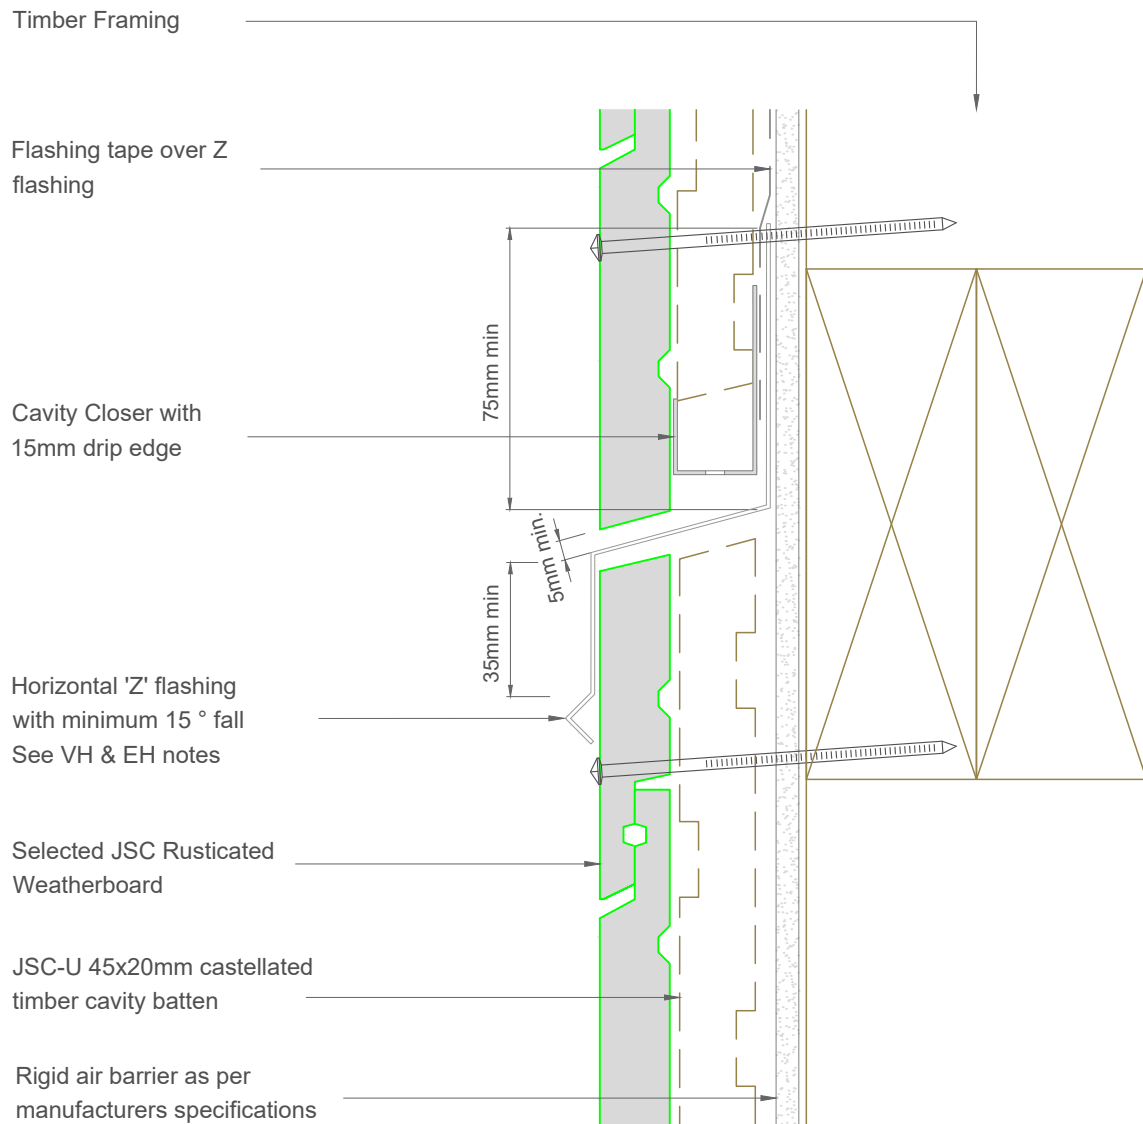 Timber Framing
Flashing tape over Z
flashing
75mm min
Cavity Closer with
15mm drip edge
5mm min.
35mm min
Horizontal 'Z' flashing
with minimum 15 ° fall
See VH & EH notes
Selected JSC Rusticated
Weatherboard
JSC-U 45x20mm castellated
timber cavity batten
Rigid air barrier as per
manufacturers specifications